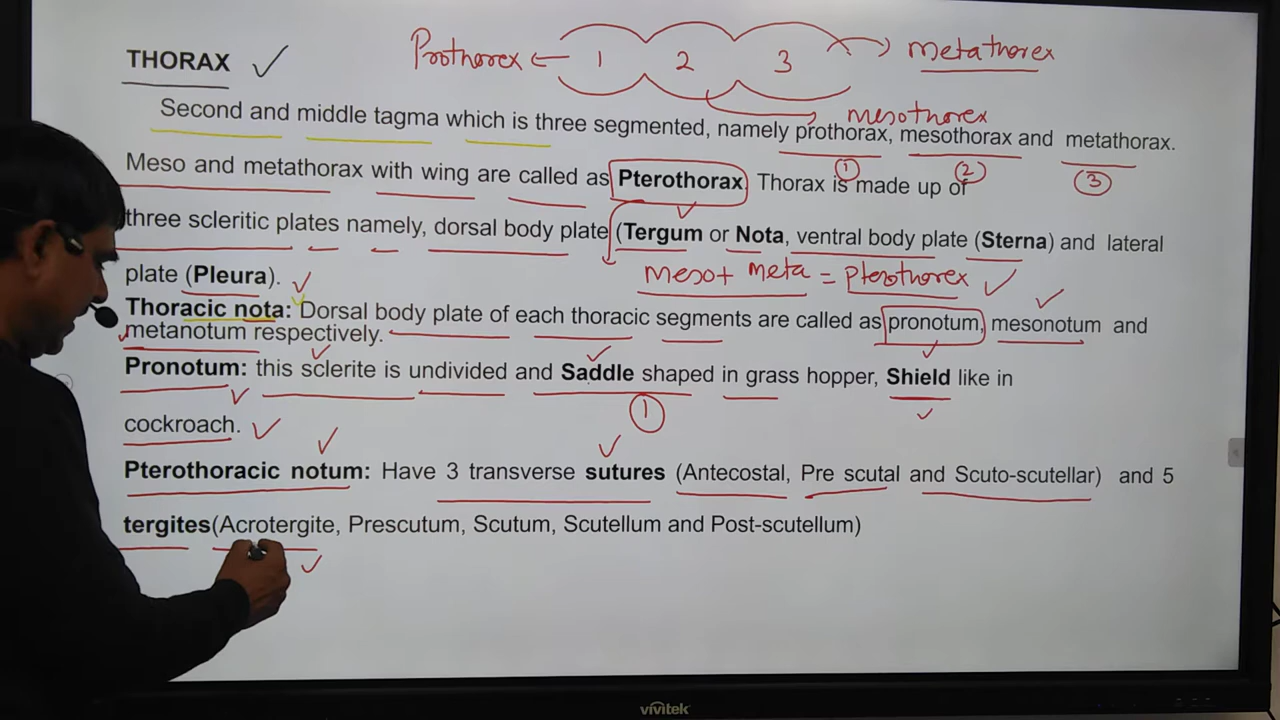 THORAX Prothorex 1 2 3 metathorex
mesothorex
Second and middle tagma which is three segmented, namely prothorax, mesothorax and metathorax.
1 2 3
Meso and metathorax with wing are called as Pterothorax. Thorax is made up of
three scleritic plates namely, dorsal body plate (Tergum or Nota, ventral body plate (Sterna) and lateral
plate (Pleura). Meso + meta = pterothorex
Thoracic nota: Dorsal body plate of each thoracic segments are called as pronotum, mesonotum and
metanotum respectively.
Pronotum: this sclerite is undivided and Saddle shaped in grass hopper, Shield like in
1
cockroach.
Pterothoracic notum: Have 3 transverse sutures (Antecostal, Pre scutal and Scuto-scutellar) and 5
tergites(Acrotergite, Prescutum, Scutum, Scutellum and Post-scutellum)
vivitek